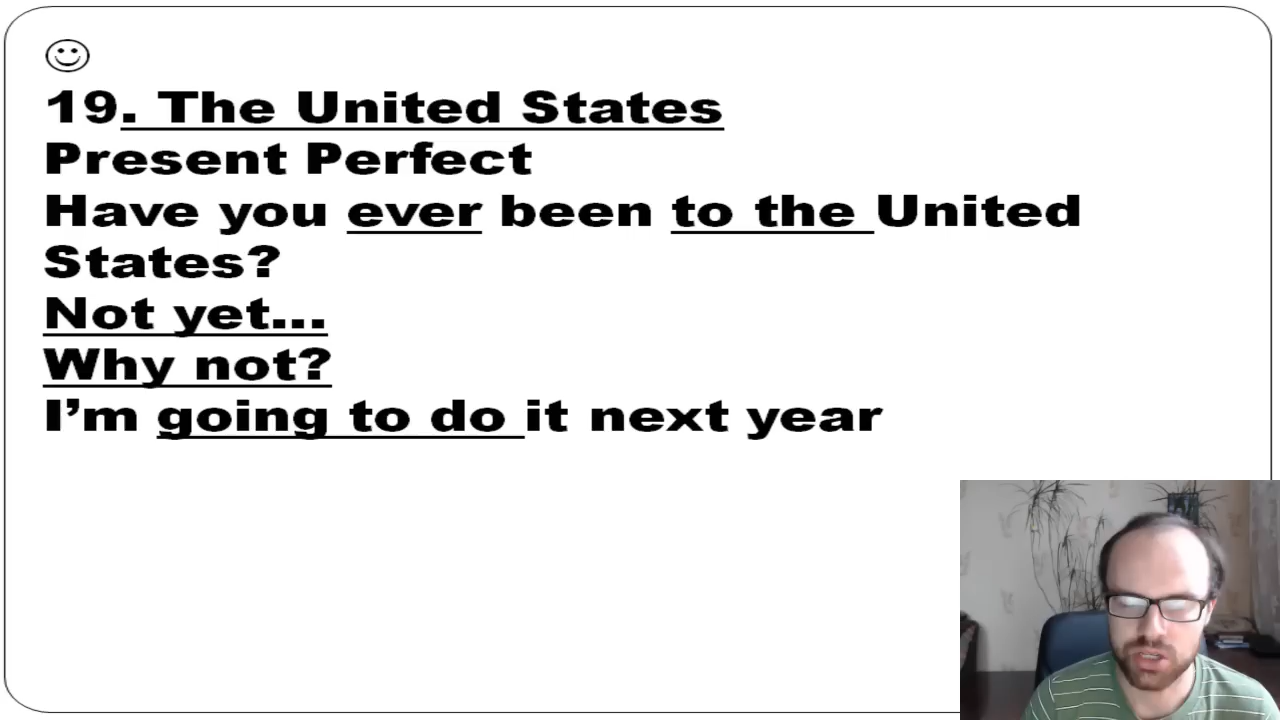 19. The United States
Present Perfect
Have you ever been to the United
States?
Not yet...
Why not?
I’m going to do it next year